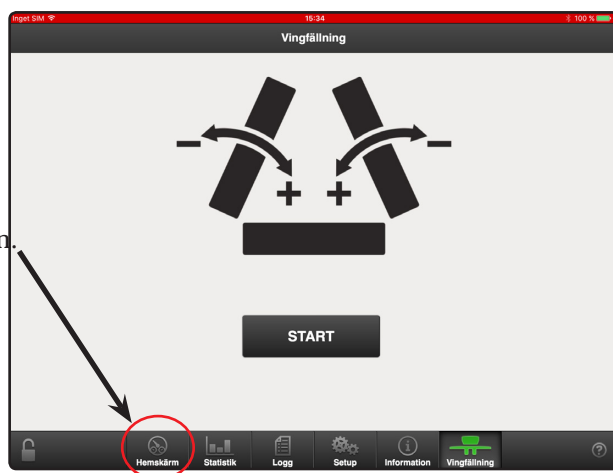 Inget SIM 15:34 100 %
Vingfällning
− −
+ +
n.
START
Hemskärm Statistik Logg Setup Information Vingfällning ?